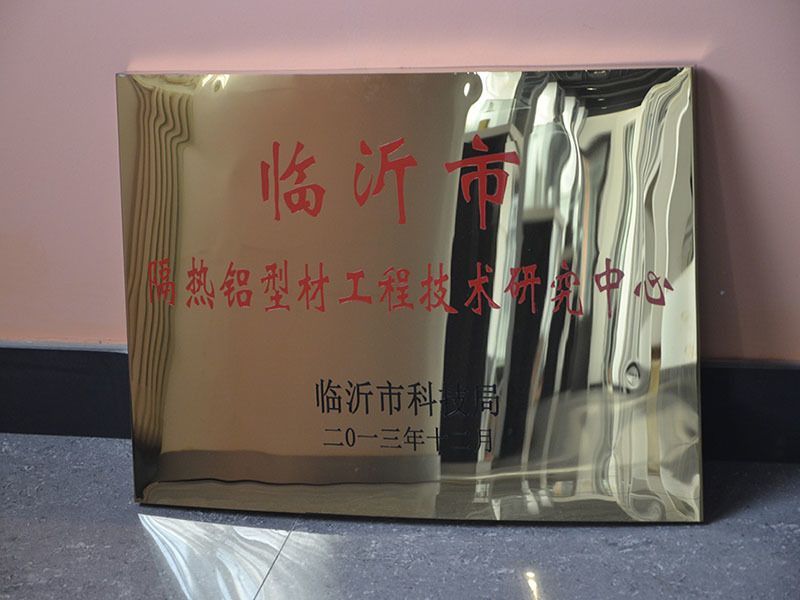 临沂市
隔热铝型材工程技术研究中心
临沂市科技局
二〇一三年十二月